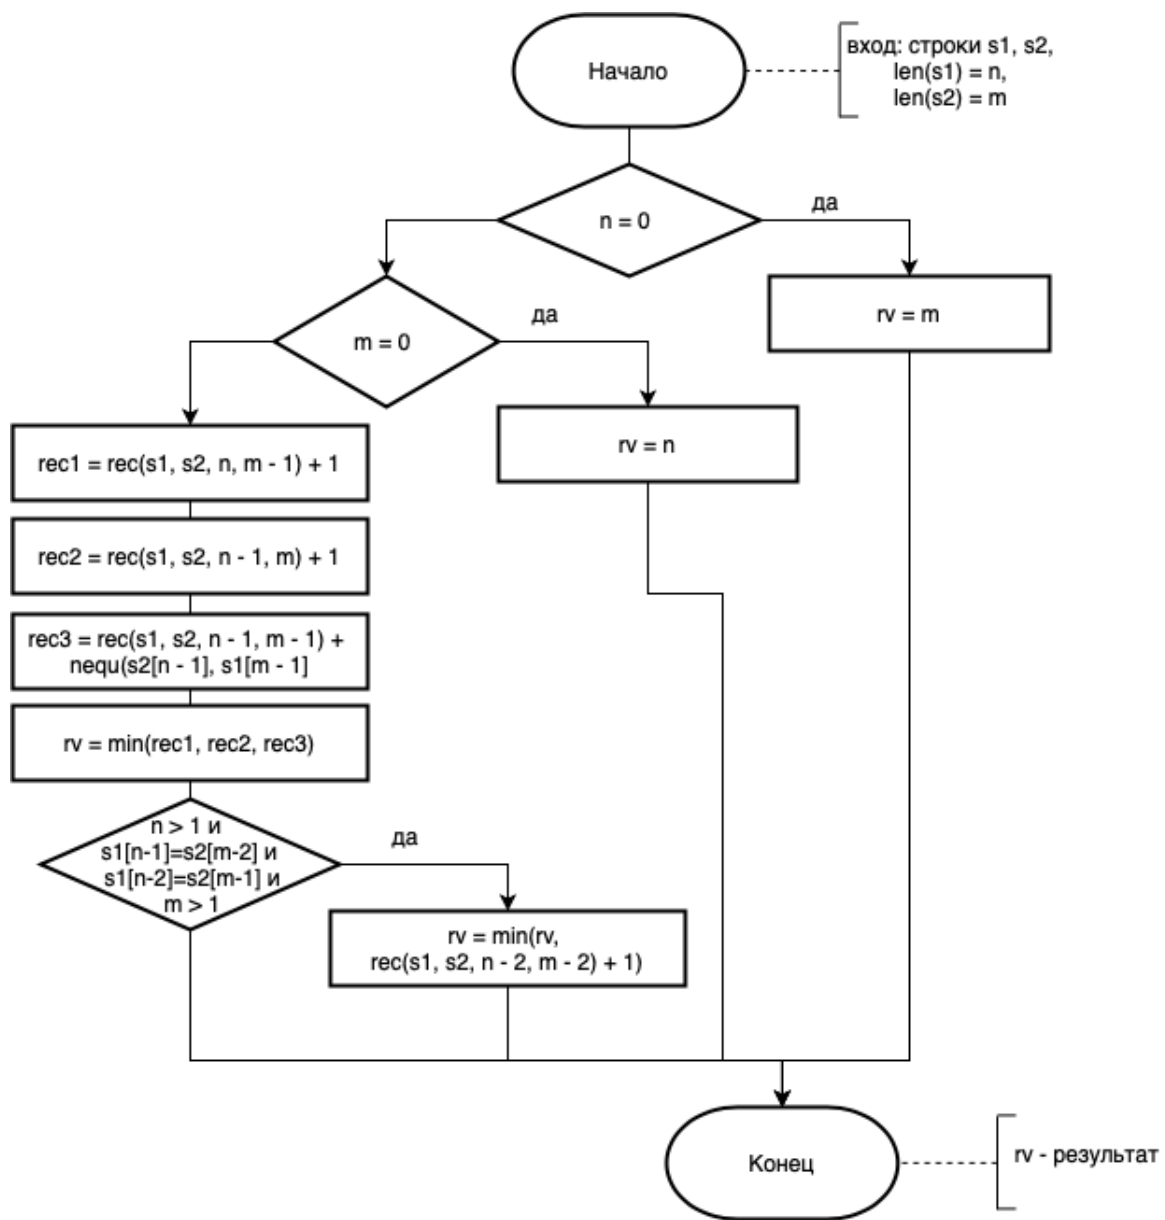 Начало
вход: строки s1, s2,
len(s1) = n,
len(s2) = m
n = 0
да
rv = m
m = 0
да
rv = n
rec1 = rec(s1, s2, n, m - 1) + 1
rec2 = rec(s1, s2, n - 1, m) + 1
rec3 = rec(s1, s2, n - 1, m - 1) +
nequ(s2[n - 1], s1[m - 1]
rv = min(rec1, rec2, rec3)
n > 1 и
s1[n-1]=s2[m-2] и
s1[n-2]=s2[m-1] и
m > 1
да
rv = min(rv,
rec(s1, s2, n - 2, m - 2) + 1)
Конец
rv - результат